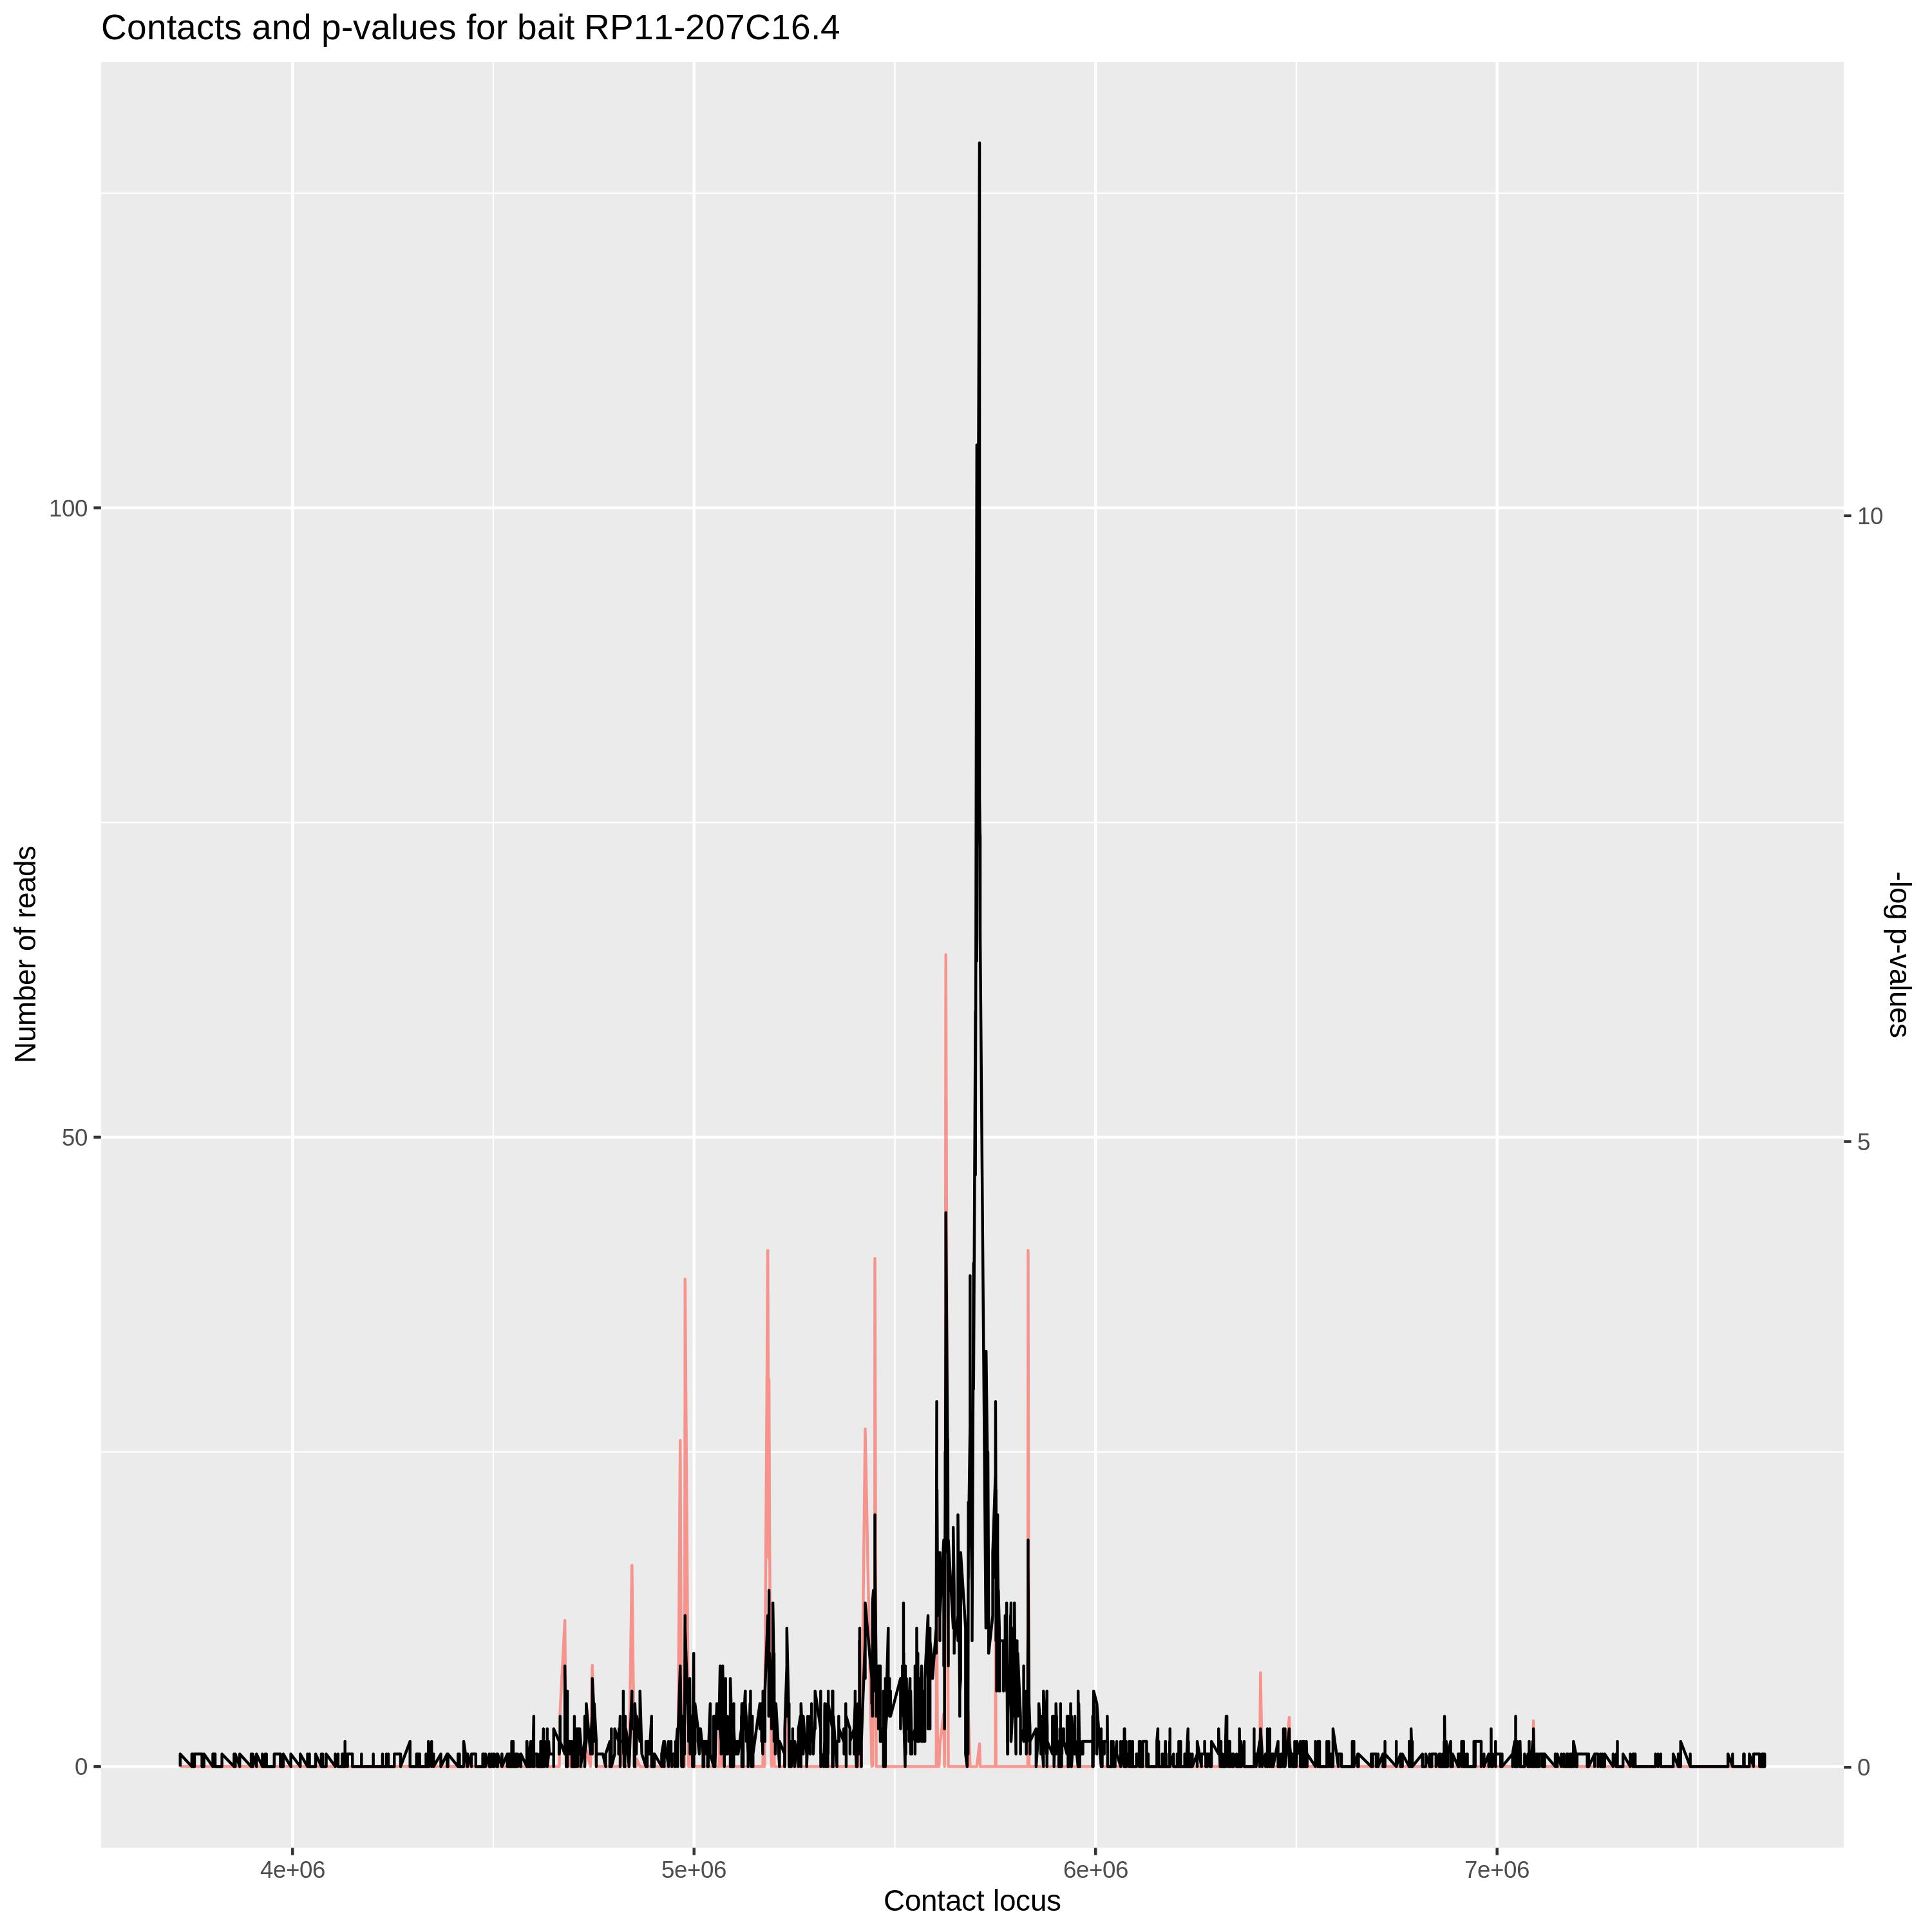 Contacts and p-values for bait RP11-207C16.4
Number of reads
100
50
0
10
5
0
-log p-values
4e+06
5e+06
6e+06
7e+06
Contact locus